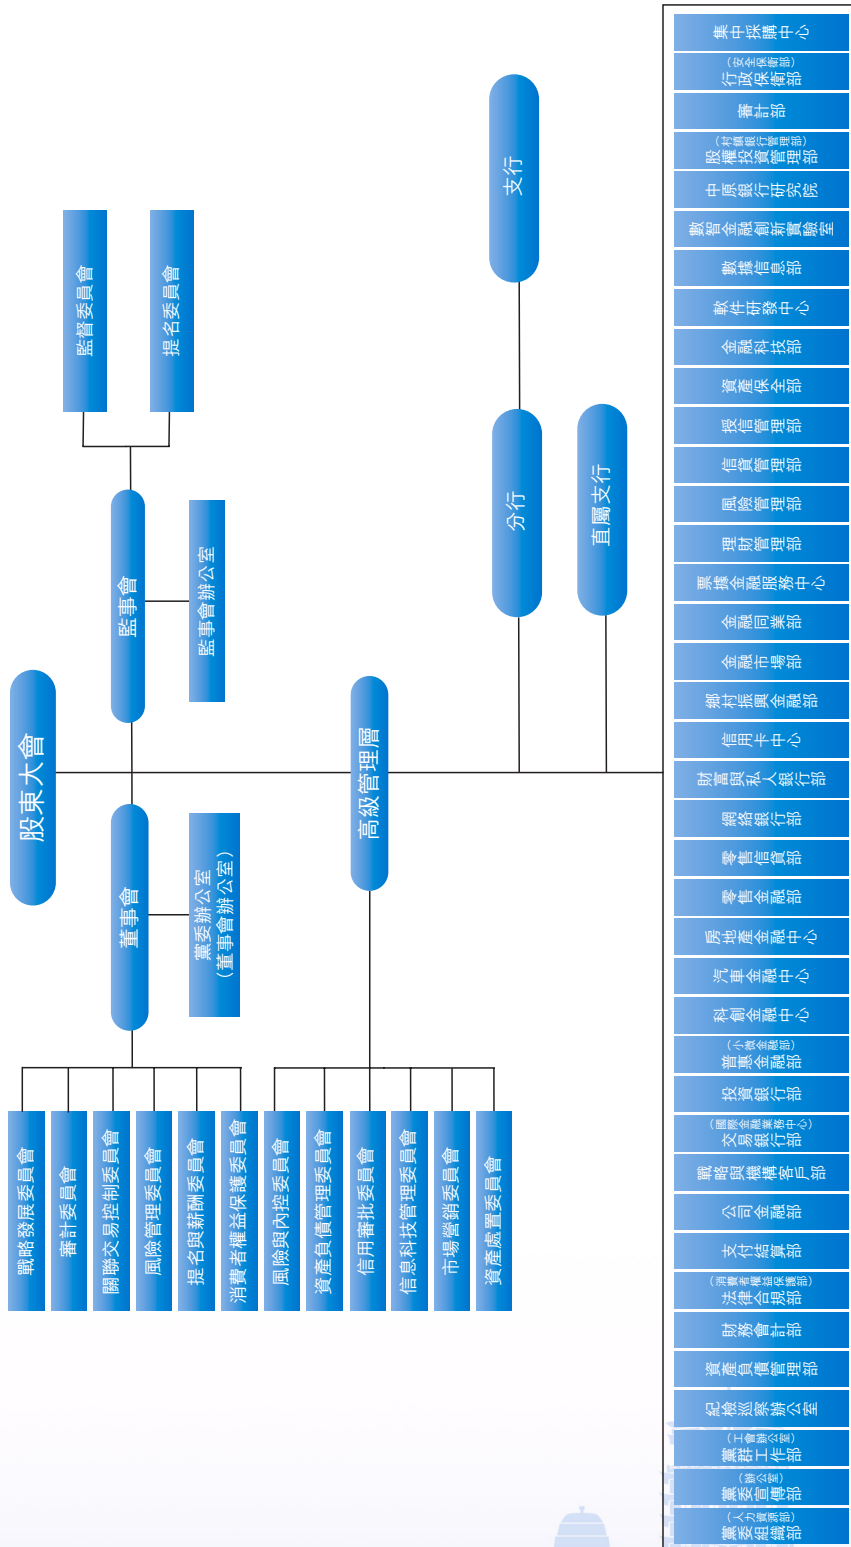 股東大會
監事會
監督委員會
提名委員會
監事會辦公室
董事會
黨委辦公室
（董事會辦公室）
戰略發展委員會
審計委員會
關聯交易控制委員會
風險管理委員會
提名與薪酬委員會
消費者權益保護委員會
高級管理層
風險與內控委員會
資產負債管理委員會
信用審批委員會
信息科技管理委員會
市場營銷委員會
資產處置委員會
分行
支行
直屬支行
黨委組織部
（人力資源部）
黨委宣傳部
（辦公室）
黨群工作部
（工會辦公室）
紀檢巡察辦公室
資產負債管理部
財務會計部
法律合規部
（消費者權益保護部）
支付結算部
公司金融部
戰略與機構客戶部
交易銀行部
（國際金融業務中心）
投資銀行部
普惠金融部
（小微金融部）
科創金融中心
汽車金融中心
房地產金融中心
零售金融部
零售信貸部
網絡銀行部
財富與私人銀行部
信用卡中心
鄉村振興金融部
金融市場部
金融同業部
票據金融服務中心
理財管理部
風險管理部
信貸管理部
授信管理部
資產保全部
金融科技部
軟件研發中心
數據信息部
數智金融創新實驗室
中原銀行研究院
股權投資管理部
（村鎮銀行管理部）
審計部
行政保衛部
（安全保衛部）
集中採購中心